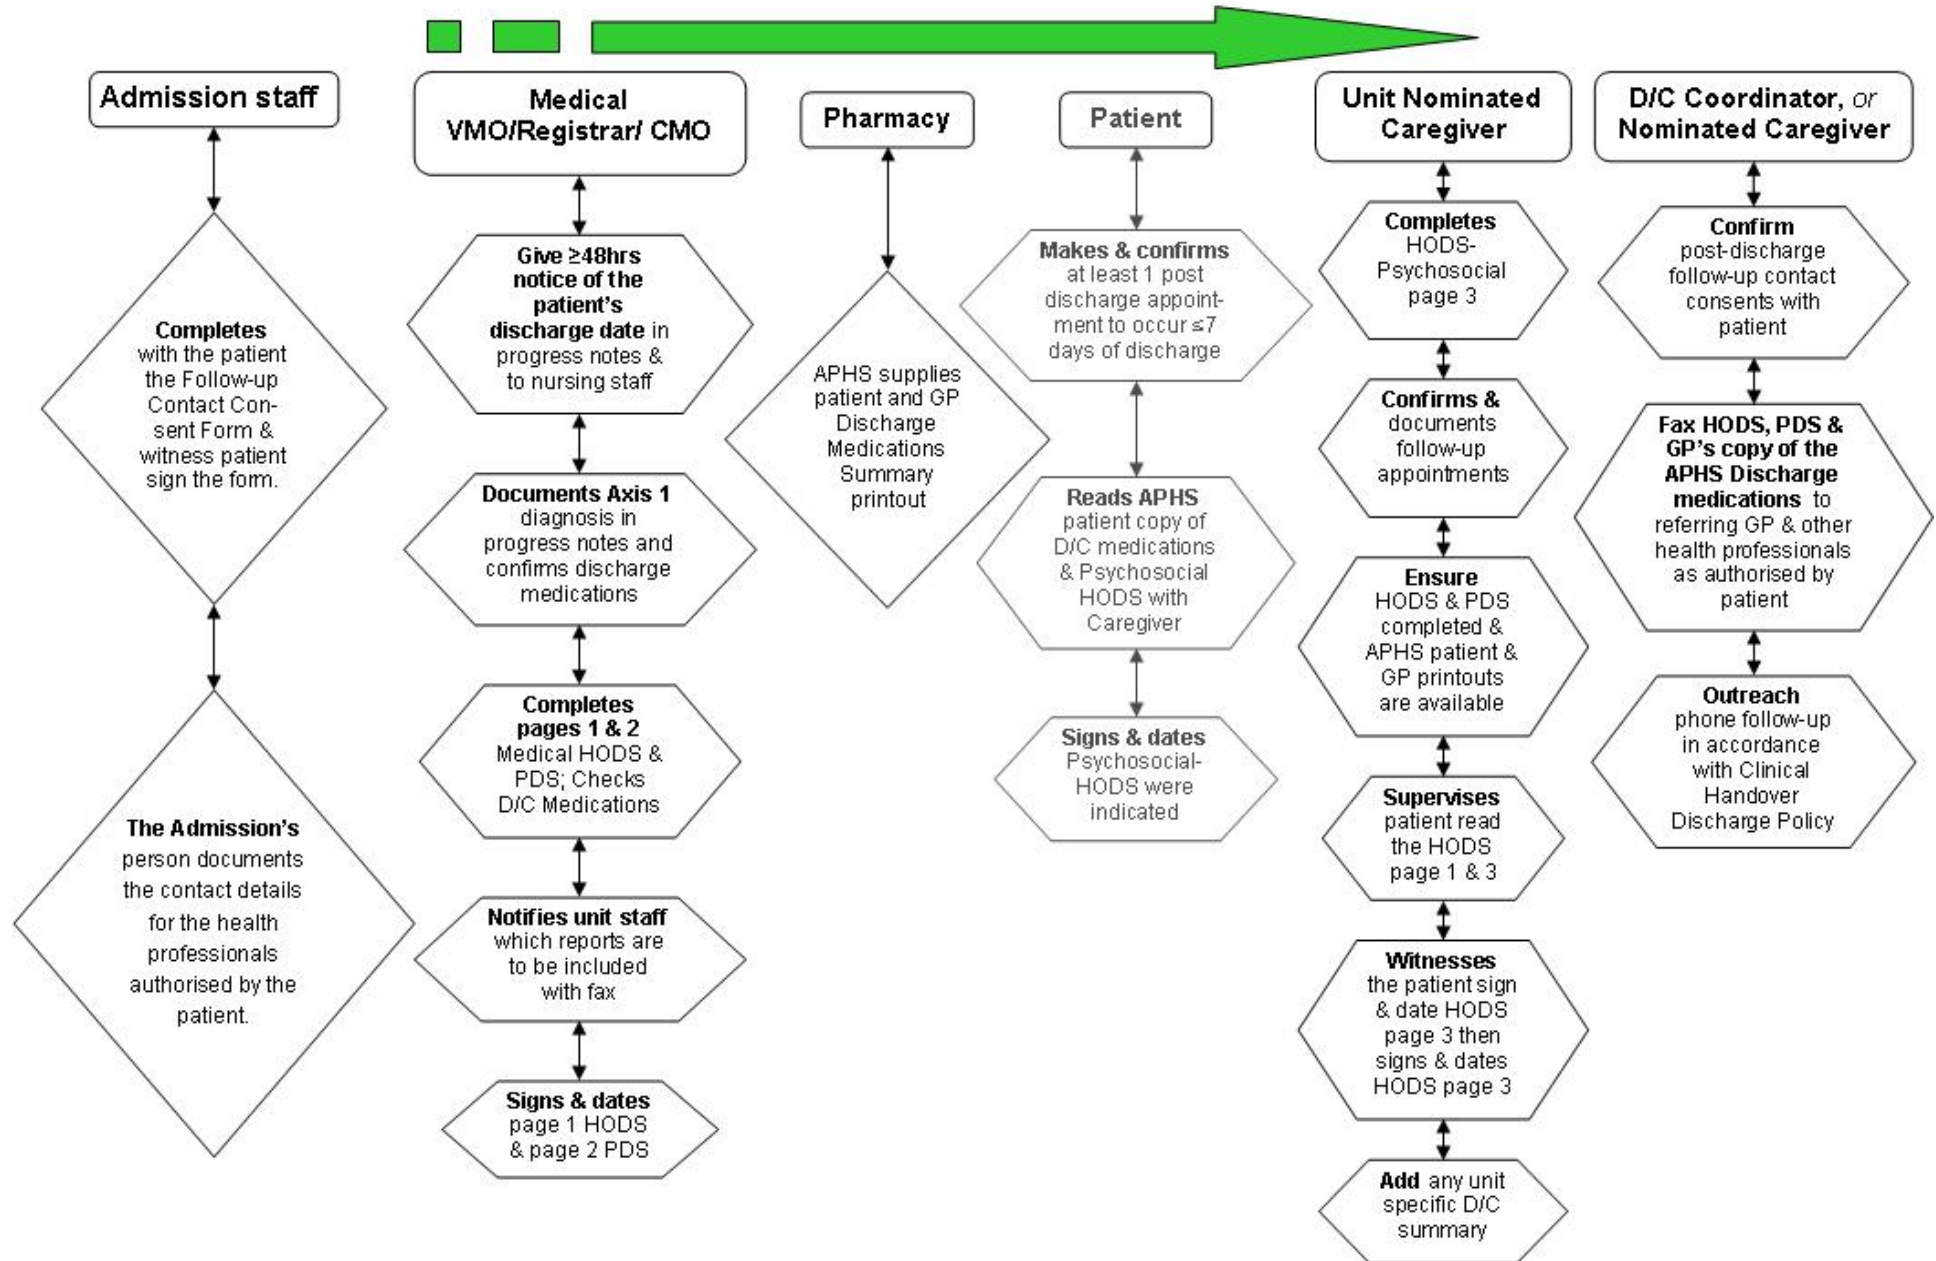 Admission staff
Completes
with the patient
the Follow-up
Contact Con-
sent Form &
witness patient
sign the form.
The Admission's
person documents
the contact details
for the health
professionals
authorised by the
patient.
Medical
VMO/Registrar/ CMO
Give ≥48hrs
notice of the
patient's
discharge date in
progress notes &
to nursing staff
Documents Axis 1
diagnosis in
progress notes and
confirms discharge
medications
Completes
pages 1 & 2
Medical HODS &
PDS; Checks
D/C Medications
Notifies unit staff
which reports are
to be included
with fax
Signs & dates
page 1 HODS
& page 2 PDS
Pharmacy
APHS supplies
patient and GP
Discharge
Medications
Summary
printout
Patient
Makes & confirms
at least 1 post
discharge appoint-
ment to occur ≤7
days of discharge
Reads APHS
patient copy of
D/C medications
& Psychosocial
HODS with
Caregiver
Signs & dates
Psychosocial-
HODS were
indicated
Unit Nominated
Caregiver
Completes
HODS-
Psychosocial
page 3
Confirms &
documents
follow-up
appointments
Ensure
HODS & PDS
completed &
APHS patient &
GP printouts
are available
Supervises
patient read
the HODS
page 1 & 3
Witnesses
the patient sign
& date HODS
page 3 then
signs & dates
HODS page 3
Add any unit
specific D/C
summary
D/C Coordinator, or
Nominated Caregiver
Confirm
post-discharge
follow-up contact
consents with
patient
Fax HODS, PDS &
GP's copy of the
APHS Discharge
medications to
referring GP & other
health professionals
as authorised by
patient
Outreach
phone follow-up
in accordance
with Clinical
Handover
Discharge Policy